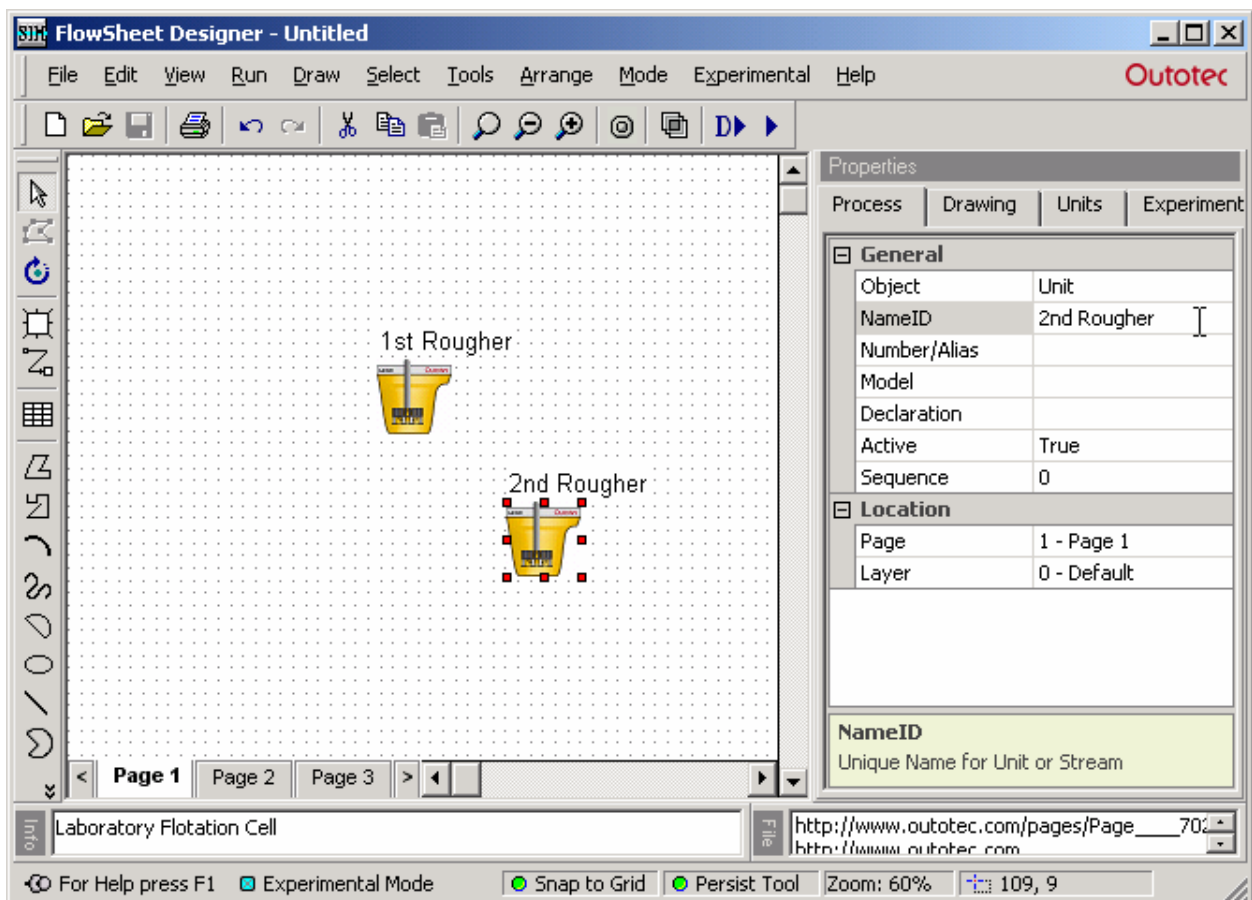 SIM FlowSheet Designer - Untitled
File Edit View Run Draw Select Tools Arrange Mode Experimental Help Outotec
D
Properties
Process Drawing Units Experiment
General
Object Unit
NameID 2nd Rougher
Number/Alias
Model
Declaration
Active True
Sequence 0
Location
Page 1 - Page 1
Layer 0 - Default
1st Rougher
2nd Rougher
NameID
Unique Name for Unit or Stream
< Page 1 Page 2 Page 3 >
Info Laboratory Flotation Cell
File http://www.outotec.com/pages/Page____702
http://www.outotec.com
For Help press F1 Experimental Mode Snap to Grid Persist Tool Zoom: 60% 109, 9